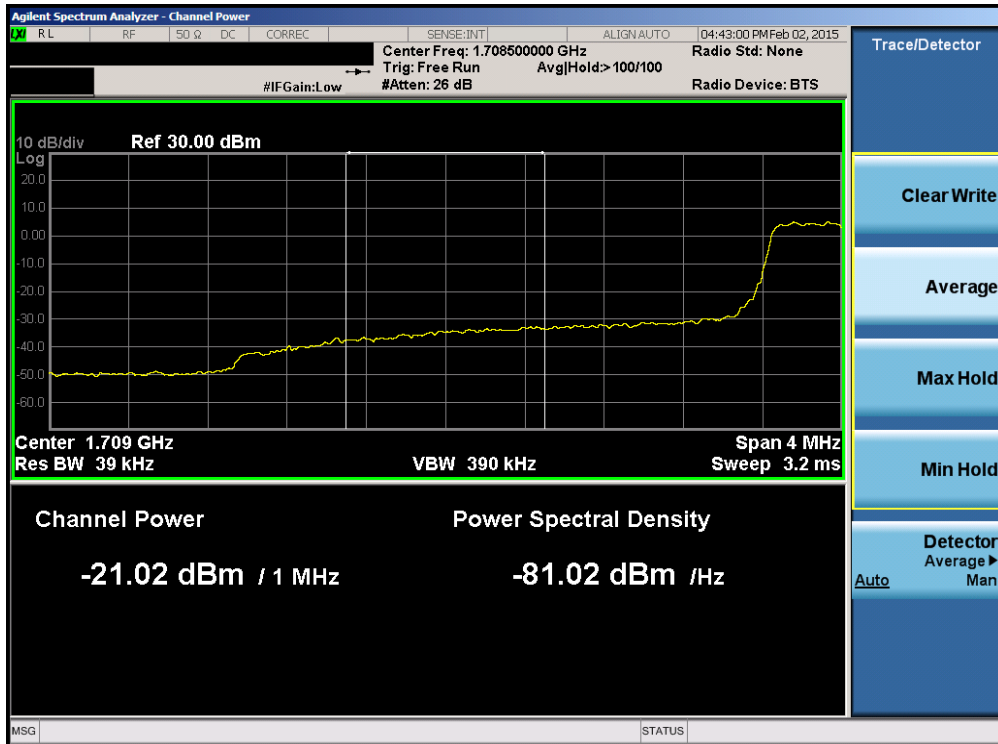 Agilent Spectrum Analyzer - Channel Power
LXI RL RF 50 Ω DC CORREC SENSE:INT ALIGN AUTO 04:43:00 PM Feb 02, 2015
Center Freq: 1.708500000 GHz Radio Std: None
Trig: Free Run Avg|Hold:>100/100
#IFGain:Low #Atten: 26 dB Radio Device: BTS
10 dB/div Ref 30.00 dBm
Log
20.0
10.0
0.00
-10.0
-20.0
-30.0
-40.0
-50.0
-60.0
Center 1.709 GHz Span 4 MHz
Res BW 39 kHz VBW 390 kHz Sweep 3.2 ms
Channel Power Power Spectral Density
-21.02 dBm / 1 MHz -81.02 dBm /Hz
MSG STATUS
Trace/Detector
Clear Write
Average
Max Hold
Min Hold
Detector
Average▶
Auto Man